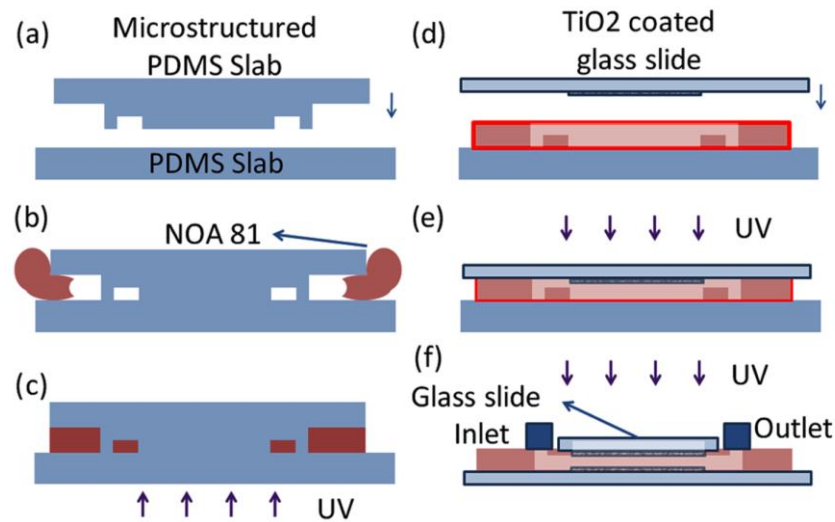 (a)
Microstructured
PDMS Slab
PDMS Slab
(b)
NOA 81
(c)
UV
(d)
TiO2 coated
glass slide
(e)
UV
(f)
UV
Glass slide
Inlet
Outlet